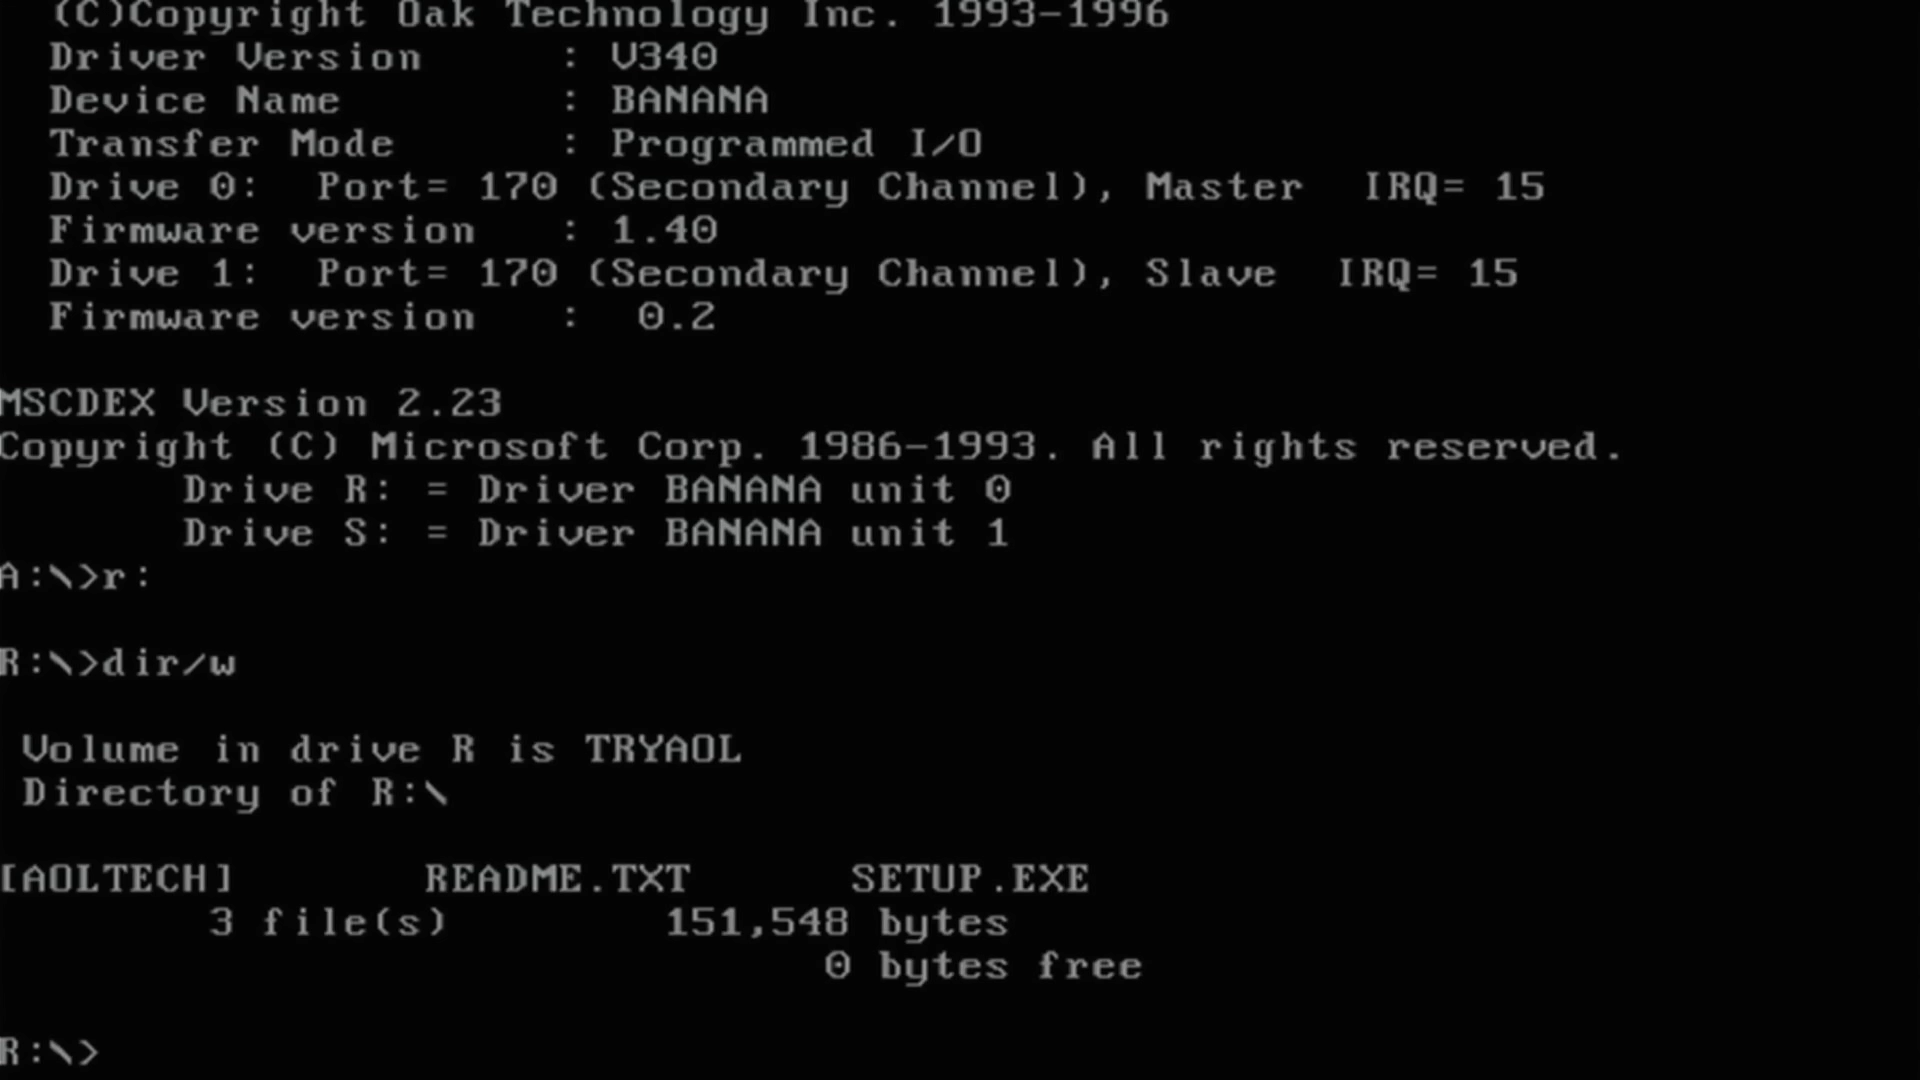 (C)Copyright Oak Technology Inc. 1993-1996
Driver Version : V340
Device Name : BANANA
Transfer Mode : Programmed I/O
Drive 0: Port= 170 (Secondary Channel), Master IRQ= 15
Firmware version : 1.40
Drive 1: Port= 170 (Secondary Channel), Slave IRQ= 15
Firmware version : 0.2
MSCDEX Version 2.23
Copyright (C) Microsoft Corp. 1986-1993. All rights reserved.
Drive R: = Driver BANANA unit 0
Drive S: = Driver BANANA unit 1
A:\>r:
R:\>dir/w
Volume in drive R is TRYAOL
Directory of R:\
[AOLTECH] README.TXT SETUP.EXE
3 file(s) 151,548 bytes
0 bytes free
R:\>